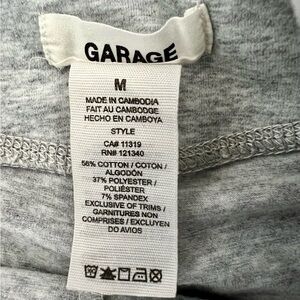 GARAGE
M
MADE IN CAMBODIA
FAIT AU CAMBODGE
HECHO EN CAMBOYA
STYLE
CA# 11319
RN# 121340
56% COTTON / COTON /
ALGODÓN
37% POLYESTER /
POLIÉSTER
7% SPANDEX
EXCLUSIVE OF TRIMS /
GARNITURES NON
COMPRISES / EXCLUYEN
DO AVIOS